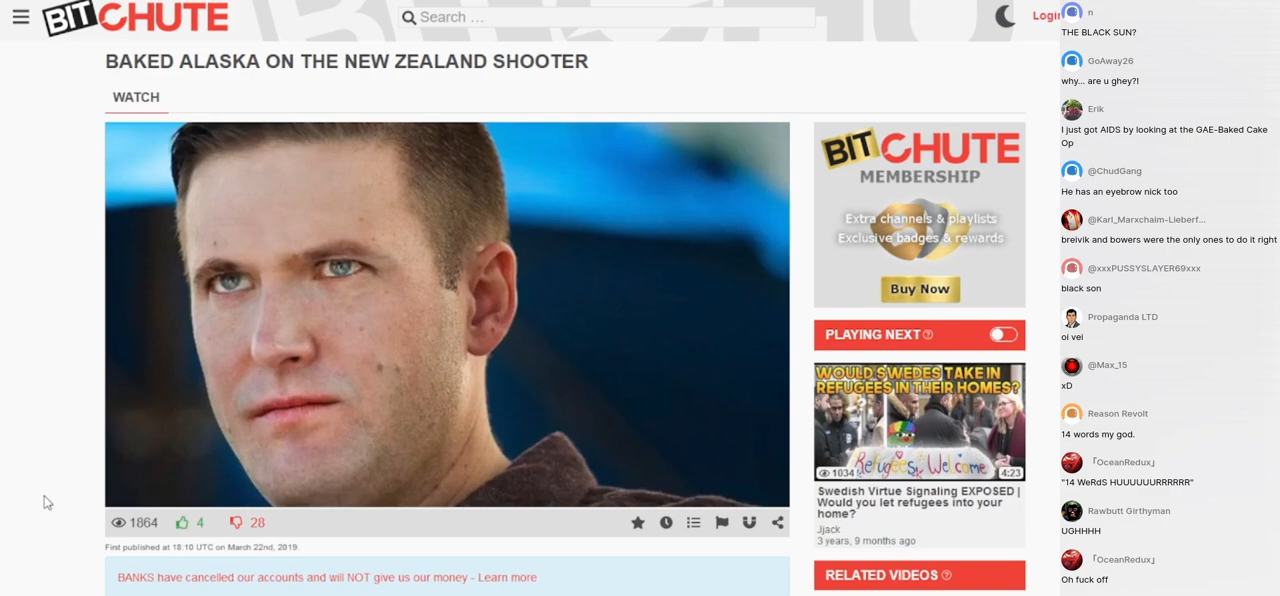 BITCHUTE
Search ...
Login
BAKED ALASKA ON THE NEW ZEALAND SHOOTER
WATCH
BITCHUTE
MEMBERSHIP
Extra channels & playlists
Exclusive badges & rewards
Buy Now
PLAYING NEXT
WOULD SWEDES TAKE IN
REFUGEES IN THEIR HOMES?
Refugees Welcome
1034
4:23
Swedish Virtue Signaling EXPOSED |
Would you let refugees into your
home?
Jjack
3 years, 9 months ago
RELATED VIDEOS
1864
4
28
First published at 18:10 UTC on March 22nd, 2019.
BANKS have cancelled our accounts and will NOT give us our money - Learn more
n
THE BLACK SUN?
GoAway26
why... are u ghey?!
Erik
I just got AIDS by looking at the GAE-Baked Cake
Op
@ChudGang
He has an eyebrow nick too
@Karl_Marxchaim-Lieberf...
breivik and bowers were the only ones to do it right
@xxxPUSSYSLAYER69xxx
black son
Propaganda LTD
oi vei
@Max_15
xD
Reason Revolt
14 words my god.
「OceanRedux」
"14 WeRdS HUUUUUURRRRRR"
Rawbutt Girthyman
UGHHHH
「OceanRedux」
Oh fuck off